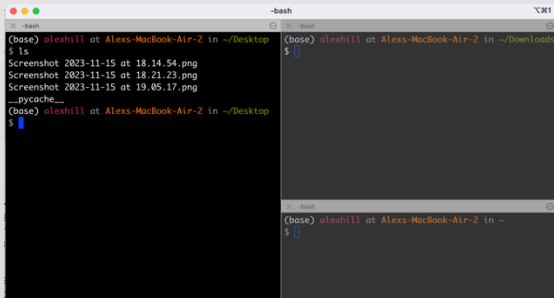 -bash
⌥⌘1
-bash
(base) alexhill at Alexs-MacBook-Air-2 in ~/Desktop
$ ls
Screenshot 2023-11-15 at 18.14.54.png
Screenshot 2023-11-15 at 18.21.23.png
Screenshot 2023-11-15 at 19.05.17.png
__pycache__
(base) alexhill at Alexs-MacBook-Air-2 in ~/Desktop
$
-bash
(base) alexhill at Alexs-MacBook-Air-2 in ~/Downloads
$
-bash
(base) alexhill at Alexs-MacBook-Air-2 in ~
$